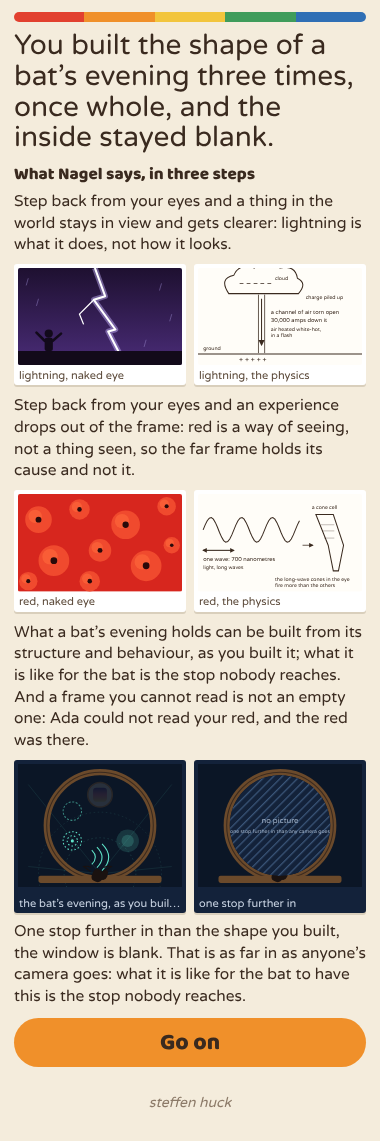 You built the shape of a
bat’s evening three times,
once whole, and the
inside stayed blank.
What Nagel says, in three steps
Step back from your eyes and a thing in the
world stays in view and gets clearer: lightning is
what it does, not how it looks.
cloud
charge piled up
a channel of air torn open
30,000 amps down it
air heated white-hot,
in a flash
ground
+ + + + +
lightning, naked eye
lightning, the physics
Step back from your eyes and an experience
drops out of the frame: red is a way of seeing,
not a thing seen, so the far frame holds its
cause and not it.
a cone cell
one wave: 700 nanometres
light, long waves
the long-wave cones in the eye
fire more than the others
red, naked eye
red, the physics
What a bat’s evening holds can be built from its
structure and behaviour, as you built it; what it
is like for the bat is the stop nobody reaches.
And a frame you cannot read is not an empty
one: Ada could not read your red, and the red
was there.
no picture
one stop further in than any camera goes
the bat’s evening, as you buil…
one stop further in
One stop further in than the shape you built,
the window is blank. That is as far in as anyone’s
camera goes: what it is like for the bat to have
this is the stop nobody reaches.
Go on
steffen huck